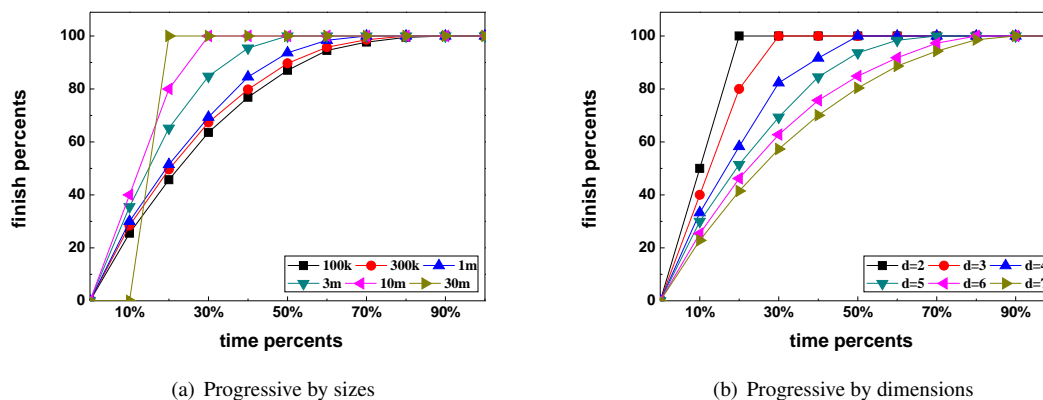 100
80
60
40
20
0
finish percents
100k 300k 1m
3m 10m 30m
10% 30% 50% 70% 90%
time percents
(a) Progressive by sizes
100
80
60
40
20
0
finish percents
d=2 d=3 d=4
d=5 d=6 d=7
10% 30% 50% 70% 90%
time percents
(b) Progressive by dimensions